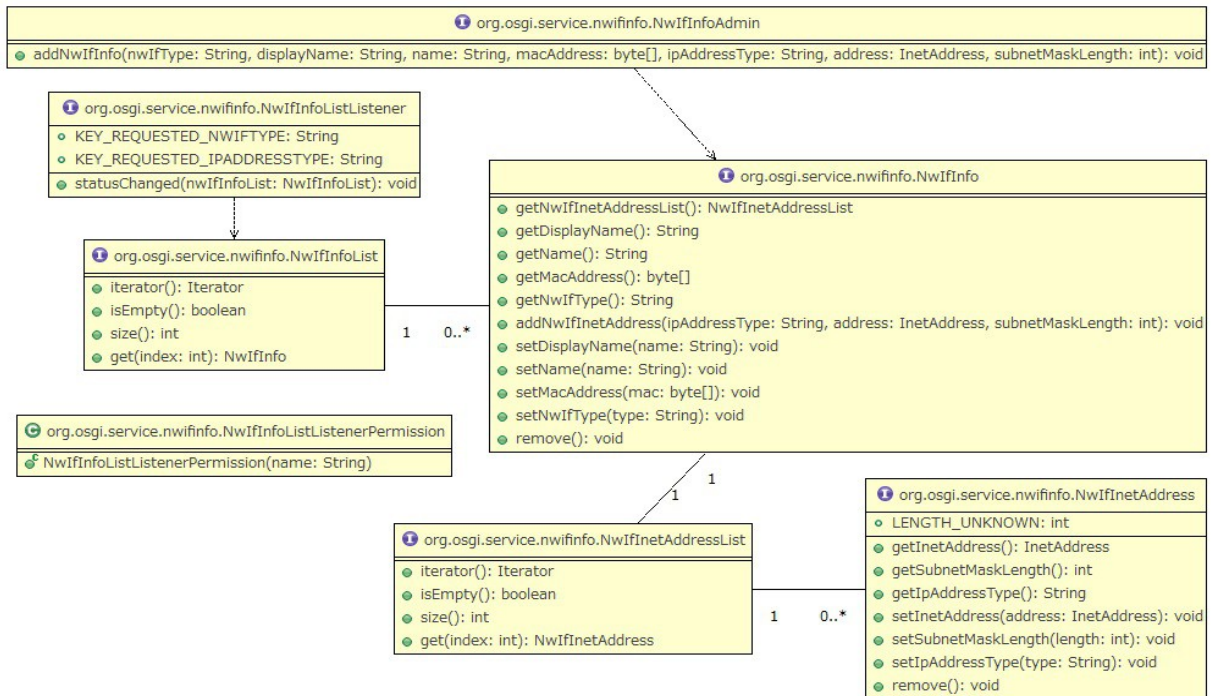 org.osgi.service.nwifinfo.NwIfInfoAdmin
addNwIfInfo(nwIfType: String, displayName: String, name: String, macAddress: byte[], ipAddressType: String, address: InetAddress, subnetMaskLength: int): void
org.osgi.service.nwifinfo.NwIfInfoListListener
KEY_REQUESTED_NWIFTYPE: String
KEY_REQUESTED_IPADDRESSTYPE: String
statusChanged(nwIfInfoList: NwIfInfoList): void
org.osgi.service.nwifinfo.NwIfInfo
getNwIfInetAddressList(): NwIfInetAddressList
getDisplayName(): String
getName(): String
getMacAddress(): byte[]
getNwIfType(): String
addNwIfInetAddress(ipAddressType: String, address: InetAddress, subnetMaskLength: int): void
setDisplayName(name: String): void
setName(name: String): void
setMacAddress(mac: byte[]): void
setNwIfType(type: String): void
remove(): void
org.osgi.service.nwifinfo.NwIfInfoList
iterator(): Iterator
isEmpty(): boolean
size(): int
get(index: int): NwIfInfo
1 0..*
org.osgi.service.nwifinfo.NwIfInfoListListenerPermission
NwIfInfoListListenerPermission(name: String)
1
1
org.osgi.service.nwifinfo.NwIfInetAddressList
iterator(): Iterator
isEmpty(): boolean
size(): int
get(index: int): NwIfInetAddress
1 0..*
org.osgi.service.nwifinfo.NwIfInetAddress
LENGTH_UNKNOWN: int
getInetAddress(): InetAddress
getSubnetMaskLength(): int
getIpAddressType(): String
setInetAddress(address: InetAddress): void
setSubnetMaskLength(length: int): void
setIpAddressType(type: String): void
remove(): void